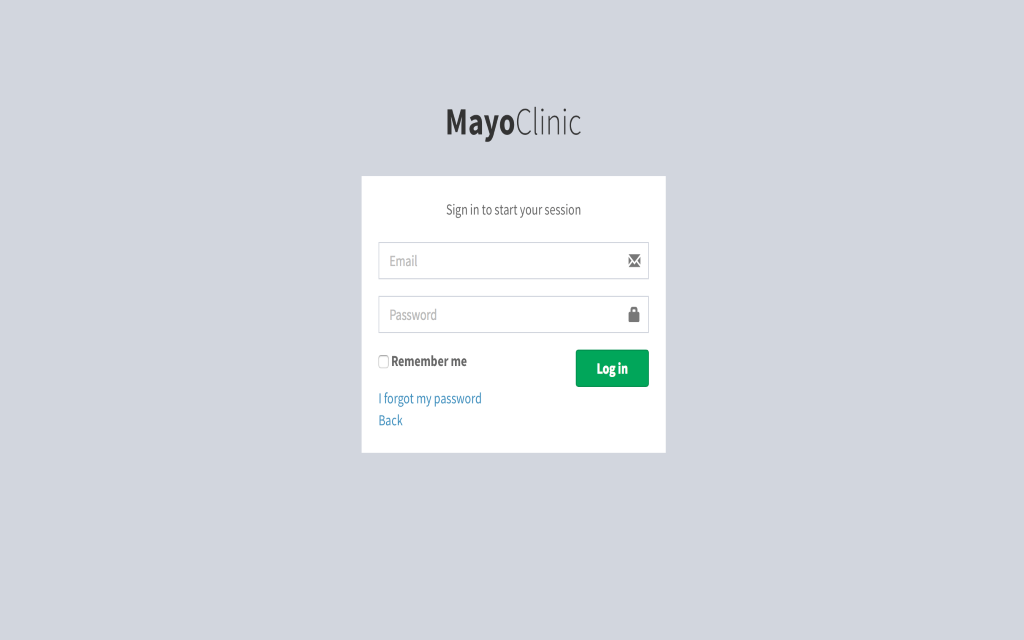 MayoClinic
Sign in to start your session
Email
Password
Remember me
Log in
I forgot my password
Back